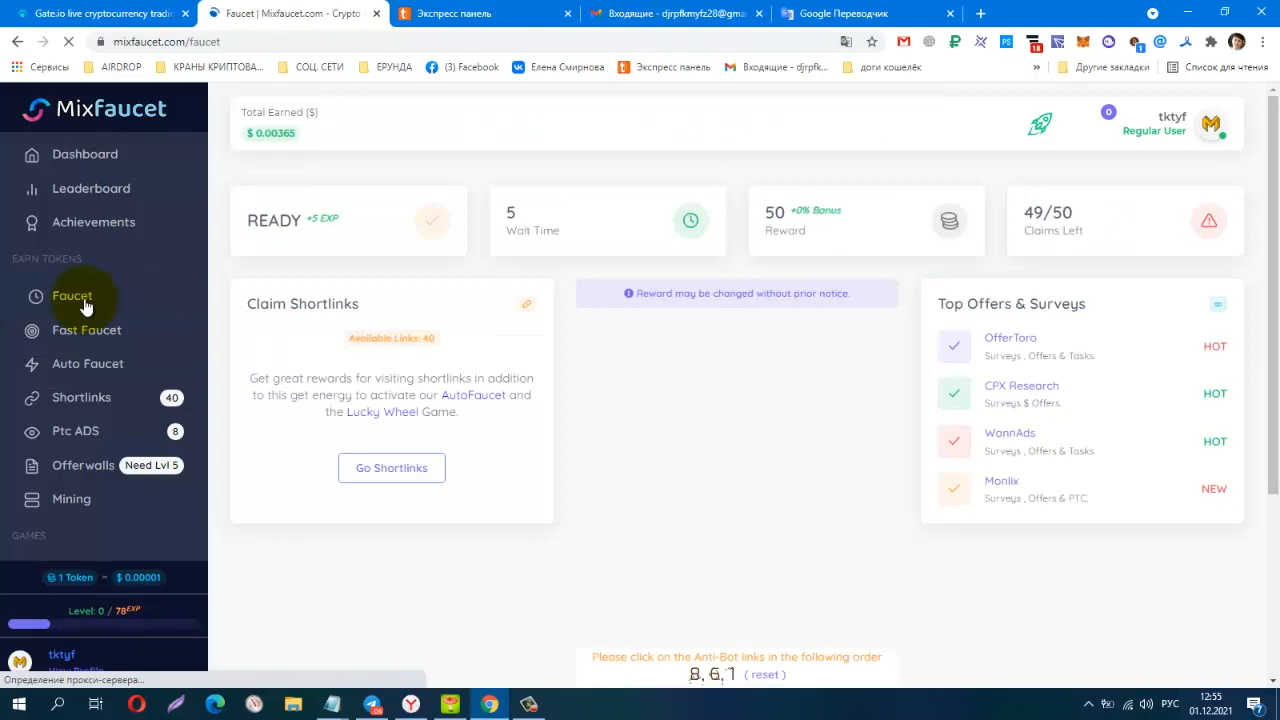 Gate.io live cryptocurrency tradin
Faucet | Mixfaucet.com - Crypto
Экспресс панель
Входящие - djrpfkmyfz28@gma
Google Переводчик
mixfaucet.com/faucet
18
1
Сервисы
AIRDROP
КРАНЫ КРИПТОВА...
СОЦ. СЕТИ
ЕРУНДА
(3) Facebook
Елена Смирнова
Экспресс панель
Входящие - djrpfk...
доги кошелёк
»
Другие закладки
Список для чтения
Mixfaucet
Total Earned ($)
$ 0.00365
0
tktyf
Regular User
Dashboard
Leaderboard
Achievements
EARN TOKENS
Faucet
Fast Faucet
Auto Faucet
Shortlinks 40
Ptc ADS 8
Offerwalls Need Lvl 5
Mining
GAMES
1 Token = $ 0.00001
Level: 0 / 78EXP
tktyf
View Profile
READY +5 EXP
5
Wait Time
50 +0% Bonus
Reward
49/50
Claims Left
Claim Shortlinks
Available Links: 40
Get great rewards for visiting shortlinks in addition
to this get energy to activate our AutoFaucet and
the Lucky Wheel Game.
Go Shortlinks
Reward may be changed without prior notice.
Top Offers & Surveys
OfferToro
Surveys , Offers & Tasks.
HOT
CPX Research
Surveys $ Offers.
HOT
WannAds
Surveys , Offers & Tasks.
HOT
Monlix
Surveys , Offers & PTC.
NEW
Please click on the Anti-Bot links in the following order
8, 6, 1 ( reset )
Определение прокси-сервера...
РУС
12:55
01.12.2021
7